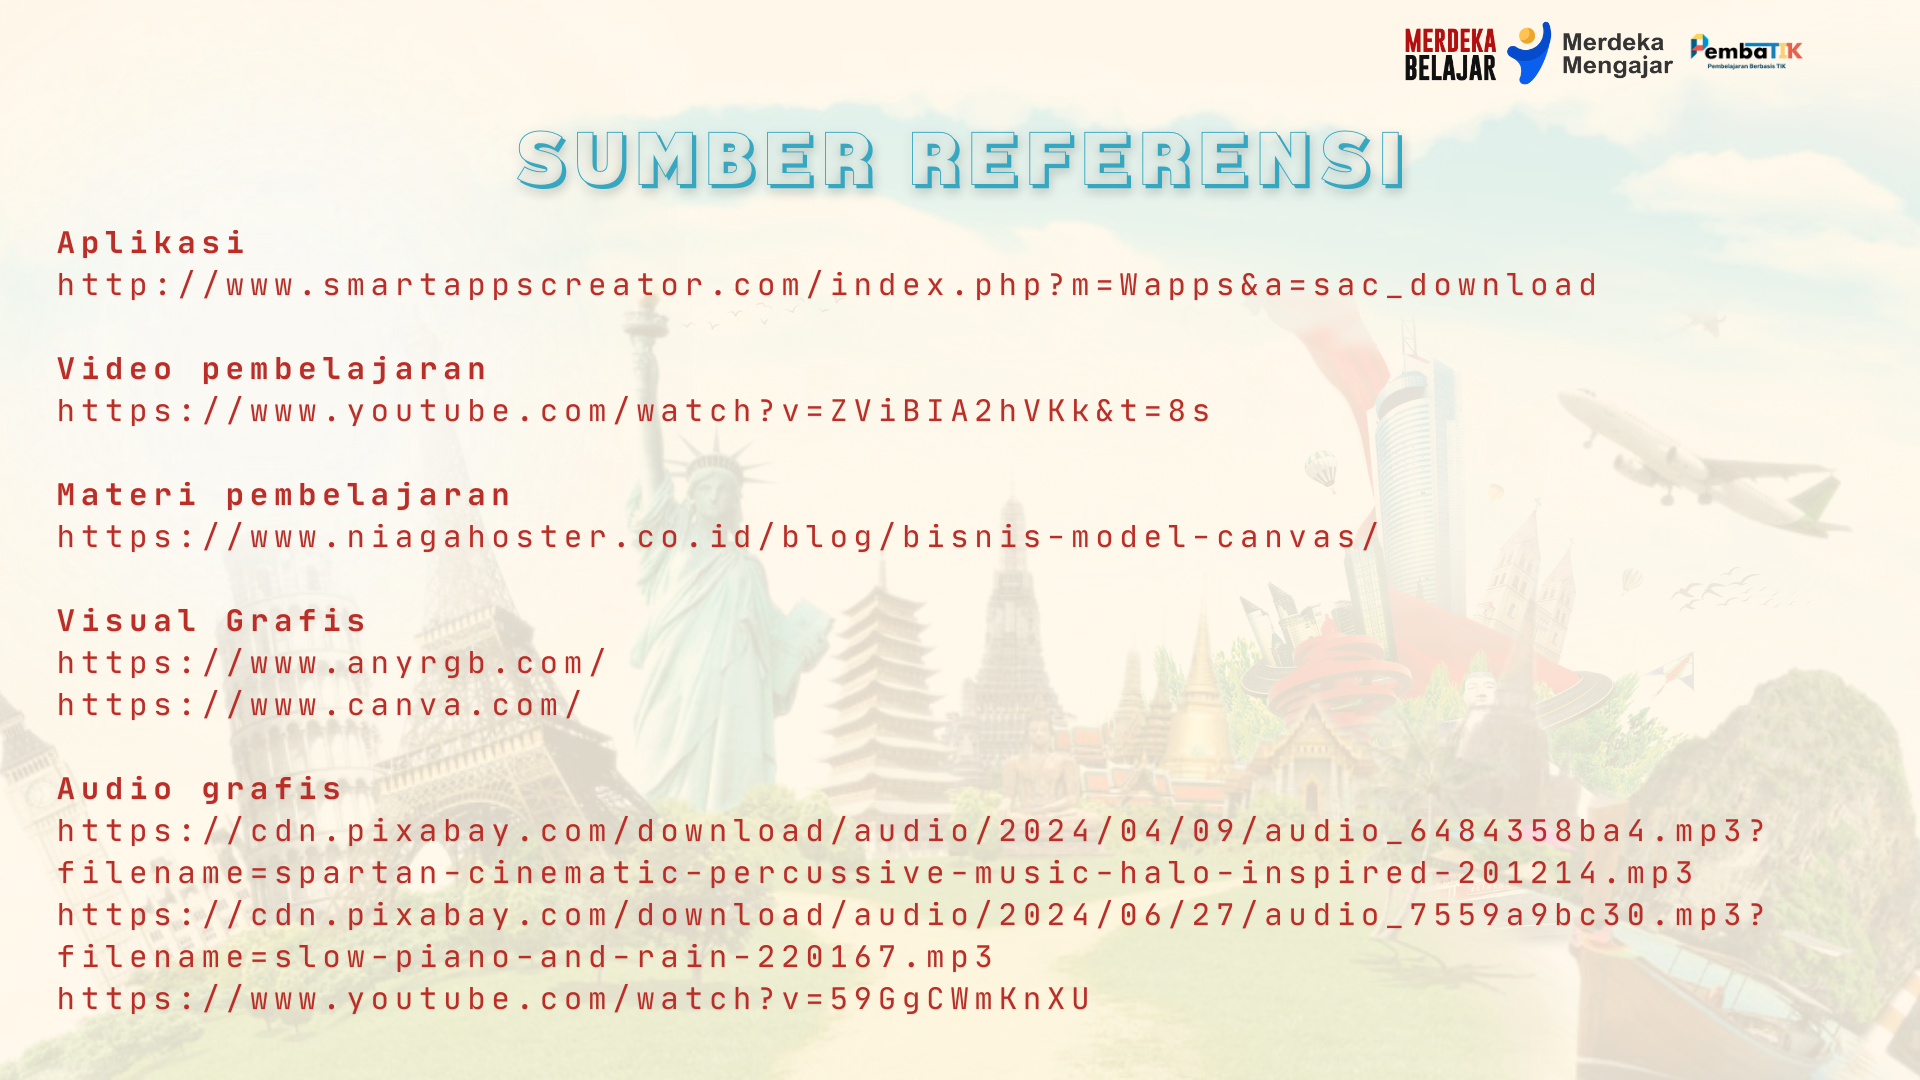 MERDEKA
BELAJAR
Merdeka
Mengajar
PembaTIK
Pembelajaran Berbasis TIK
SUMBER REFERENSI
Aplikasi
http://www.smartappscreator.com/index.php?m=Wapps&a=sac_download
Video pembelajaran
https://www.youtube.com/watch?v=ZViBIA2hVKk&t=8s
Materi pembelajaran
https://www.niagahoster.co.id/blog/bisnis-model-canvas/
Visual Grafis
https://www.anyrgb.com/
https://www.canva.com/
Audio grafis
https://cdn.pixabay.com/download/audio/2024/04/09/audio_6484358ba4.mp3?
filename=spartan-cinematic-percussive-music-halo-inspired-201214.mp3
https://cdn.pixabay.com/download/audio/2024/06/27/audio_7559a9bc30.mp3?
filename=slow-piano-and-rain-220167.mp3
https://www.youtube.com/watch?v=59GgCWmKnXU